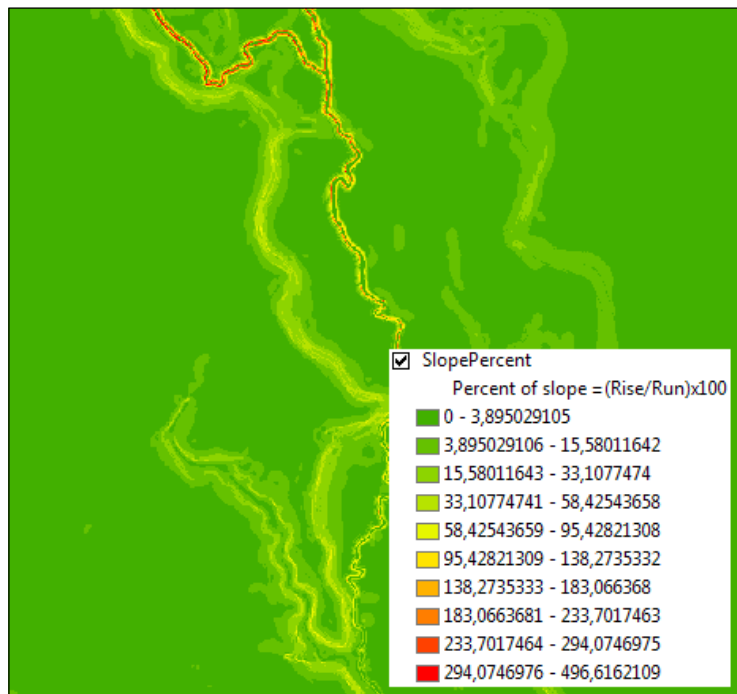 SlopePercent
Percent of slope =(Rise/Run)x100
0 - 3,895029105
3,895029106 - 15,58011642
15,58011643 - 33,1077474
33,10774741 - 58,42543658
58,42543659 - 95,42821308
95,42821309 - 138,2735332
138,2735333 - 183,066368
183,0663681 - 233,7017463
233,7017464 - 294,0746975
294,0746976 - 496,6162109